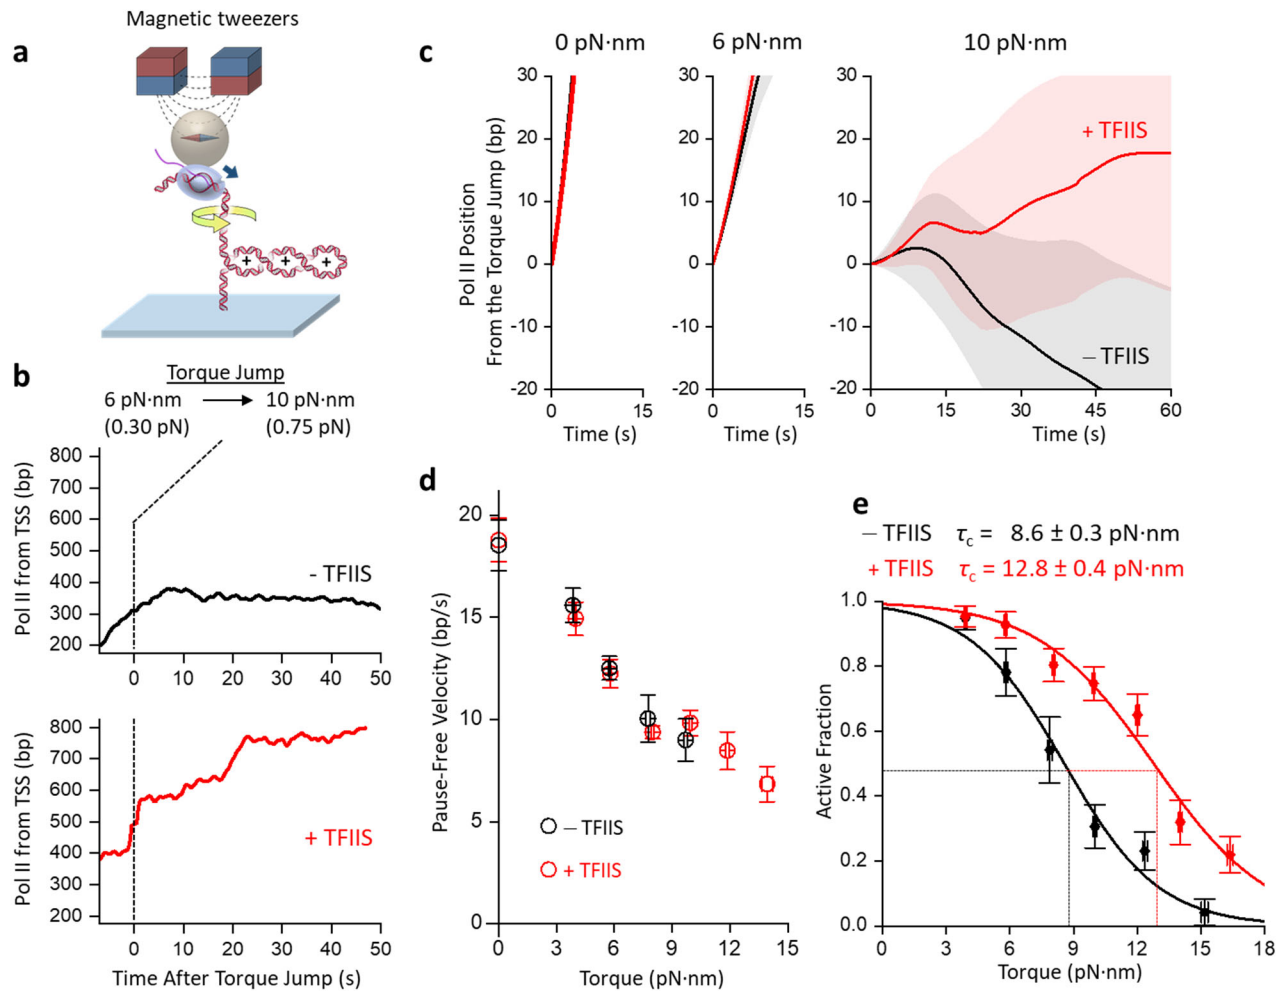 Magnetic tweezers
a
+ + +
b
Torque Jump
6 pN·nm
10 pN·nm
(0.30 pN)
(0.75 pN)
Pol II from TSS (bp)
800
700
600
500
400
300
200
- TFIIS
0 10 20 30 40 50
Pol II from TSS (bp)
800
700
600
500
400
300
200
+ TFIIS
0 10 20 30 40 50
Time After Torque Jump (s)
c
0 pN·nm
6 pN·nm
10 pN·nm
Pol II Position
From the Torque Jump (bp)
30
20
10
0
-10
-20
0 15
Time (s)
30
20
10
0
-10
-20
0 15
Time (s)
30
20
10
0
-10
-20
+ TFIIS
– TFIIS
0 15 30 45 60
Time (s)
d
Pause-Free Velocity (bp/s)
20
15
10
5
0
– TFIIS
+ TFIIS
0 3 6 9 12 15
Torque (pN·nm)
e
– TFIIS τc = 8.6 ± 0.3 pN·nm
+ TFIIS τc = 12.8 ± 0.4 pN·nm
Active Fraction
1.0
0.8
0.6
0.4
0.2
0.0
0 3 6 9 12 15 18
Torque (pN·nm)